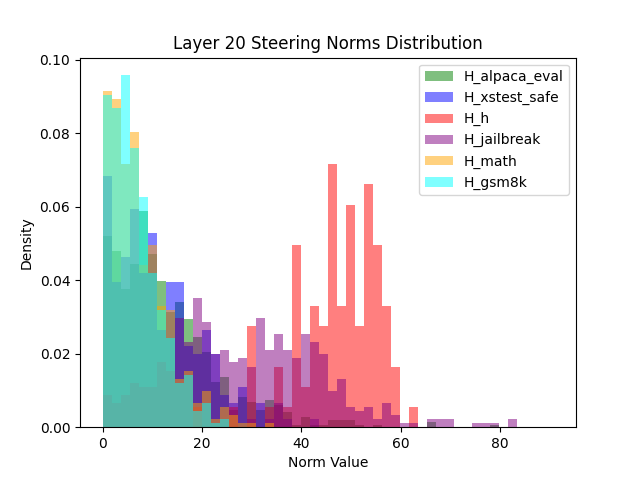 Layer 20 Steering Norms Distribution
H_alpaca_eval
H_xstest_safe
H_h
H_jailbreak
H_math
H_gsm8k
0.10
0.08
0.06
0.04
0.02
0.00
Density
0 20 40 60 80
Norm Value